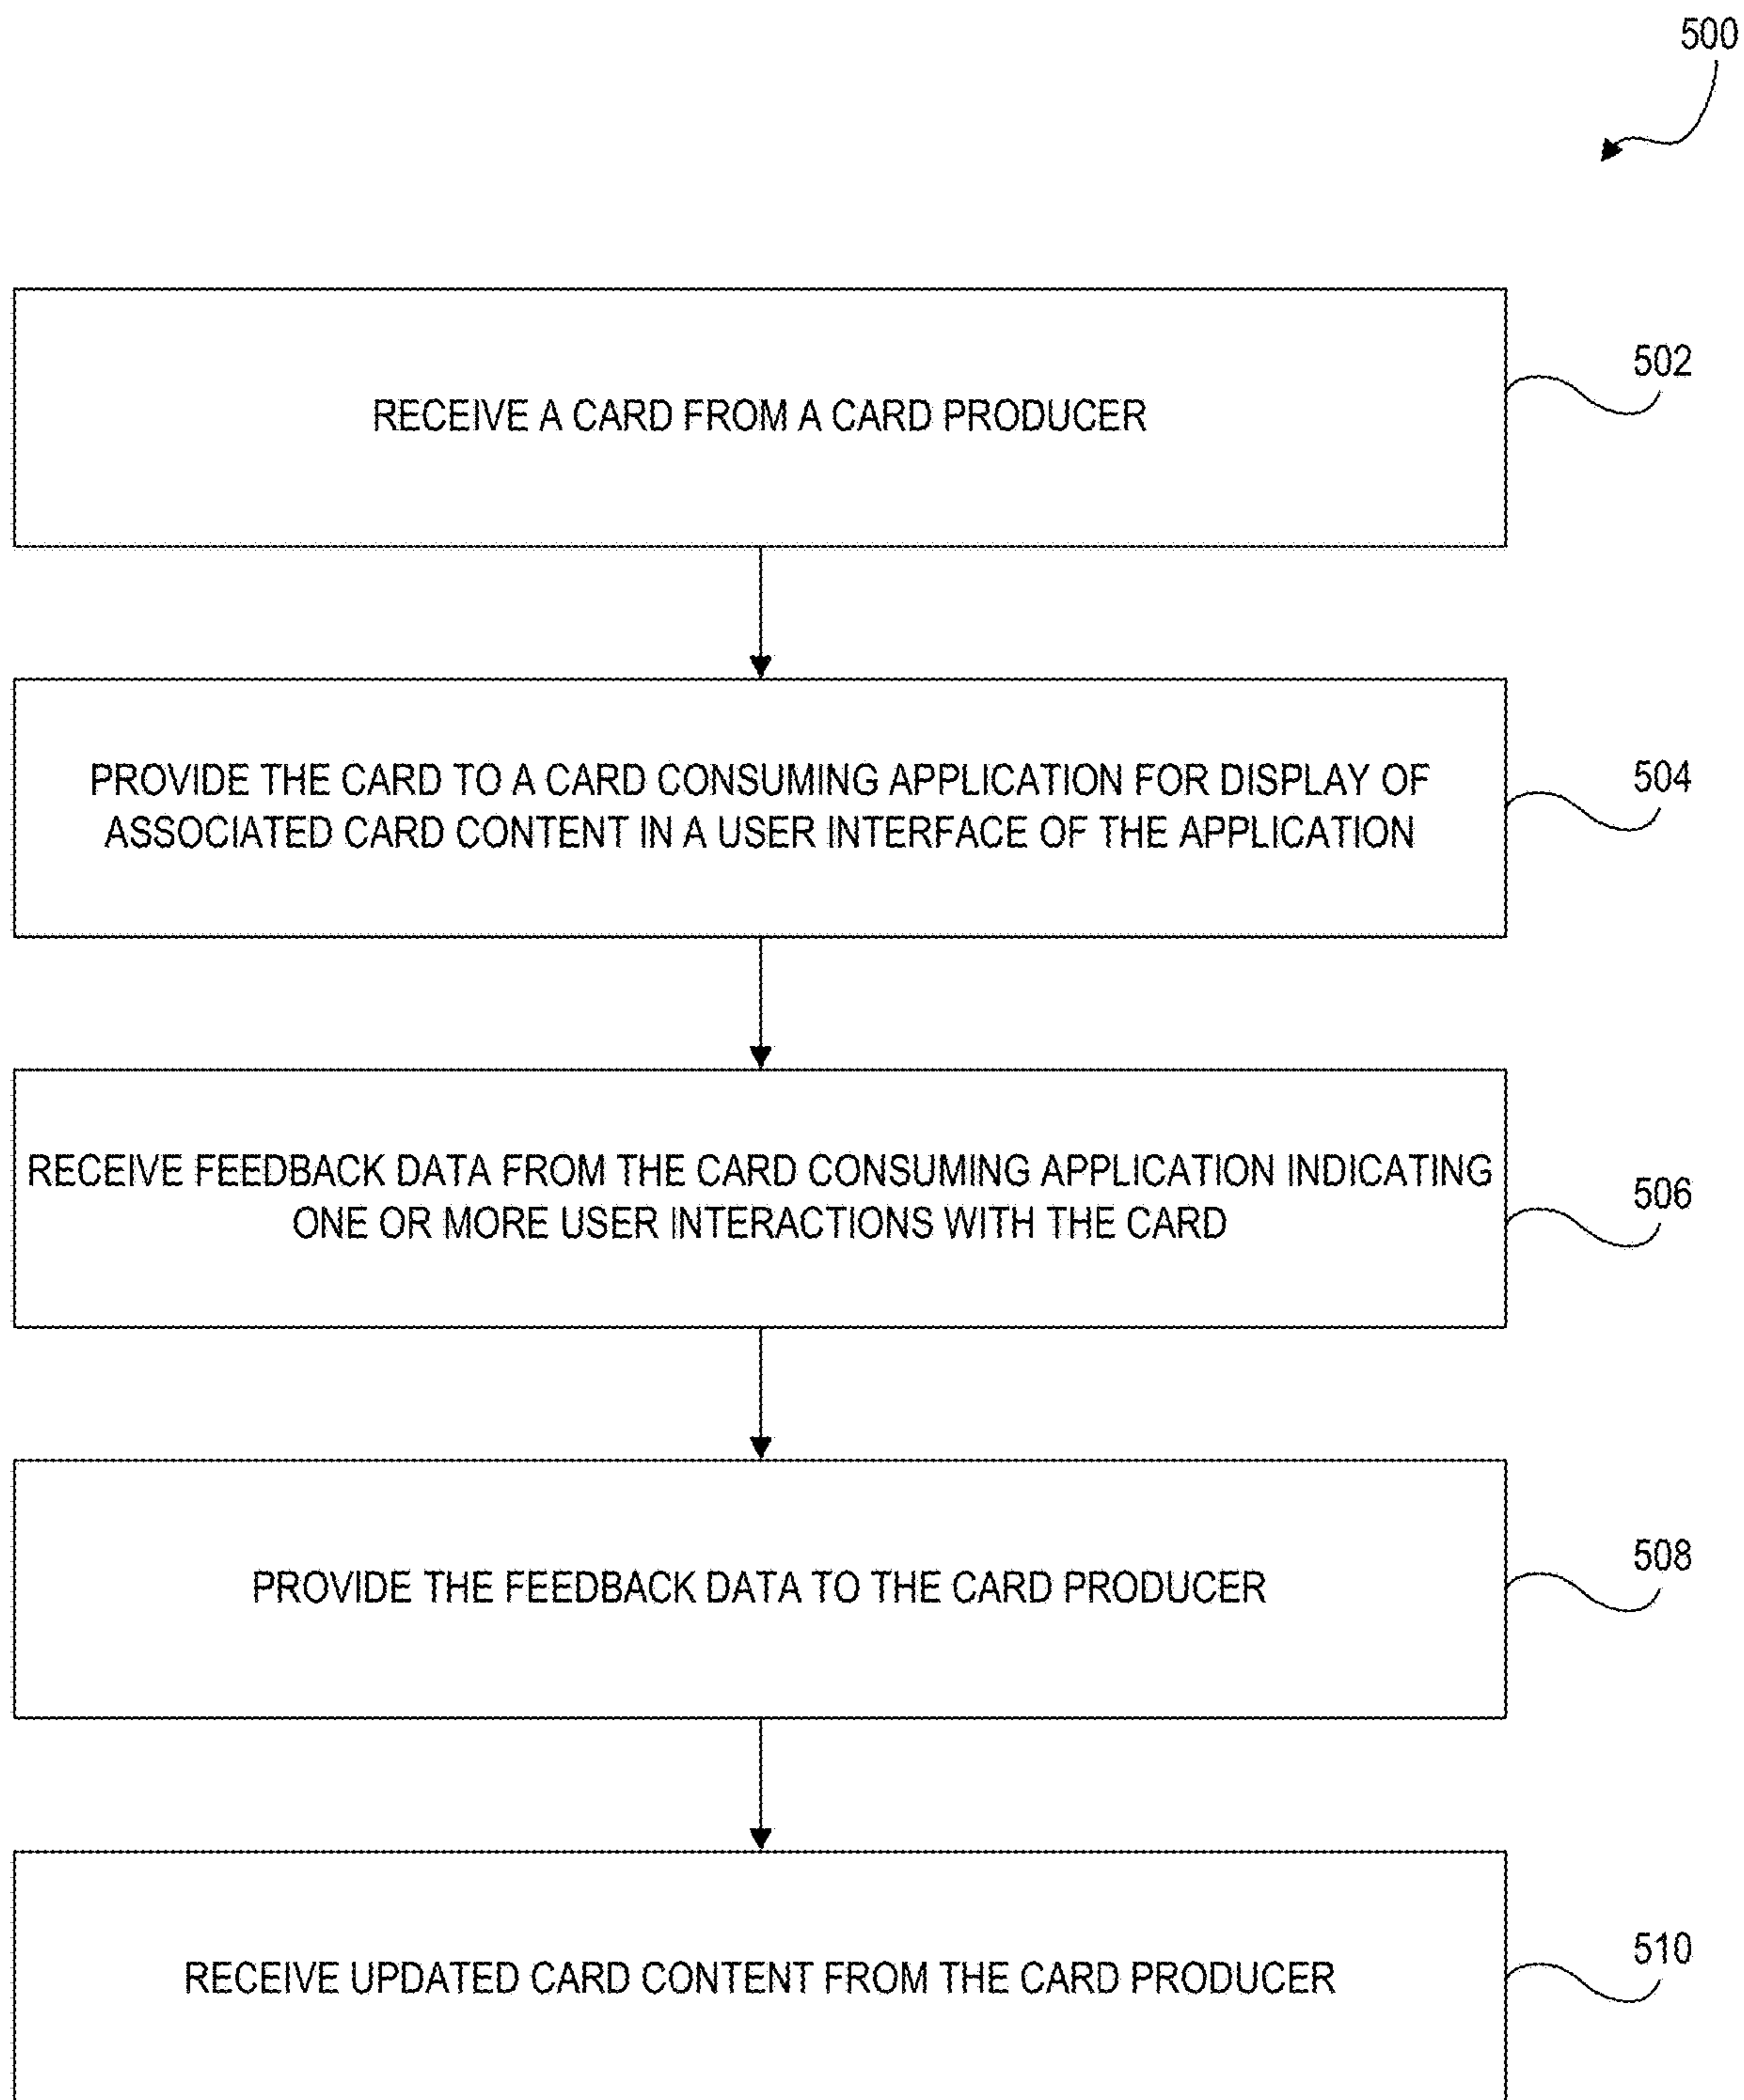 500
RECEIVE A CARD FROM A CARD PRODUCER
502
PROVIDE THE CARD TO A CARD CONSUMING APPLICATION FOR DISPLAY OF
ASSOCIATED CARD CONTENT IN A USER INTERFACE OF THE APPLICATION
504
RECEIVE FEEDBACK DATA FROM THE CARD CONSUMING APPLICATION INDICATING
ONE OR MORE USER INTERACTIONS WITH THE CARD
506
PROVIDE THE FEEDBACK DATA TO THE CARD PRODUCER
508
RECEIVE UPDATED CARD CONTENT FROM THE CARD PRODUCER
510